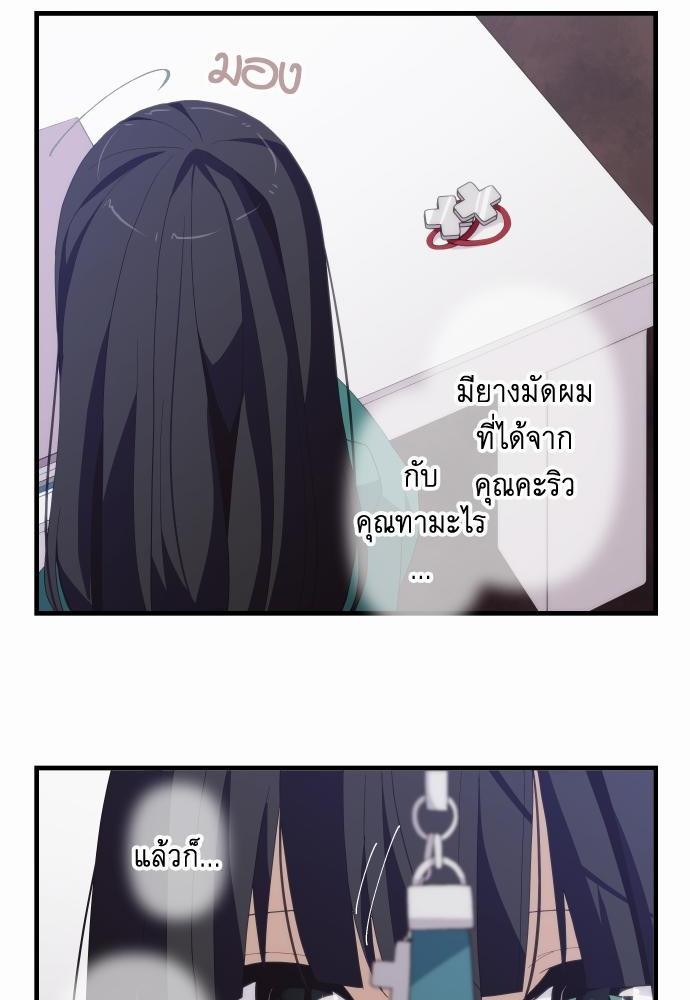 มอง
มียางมัดผม
ที่ได้จาก
คุณคะริว
กับ
คุณทามะไร
...
แล้วก็...